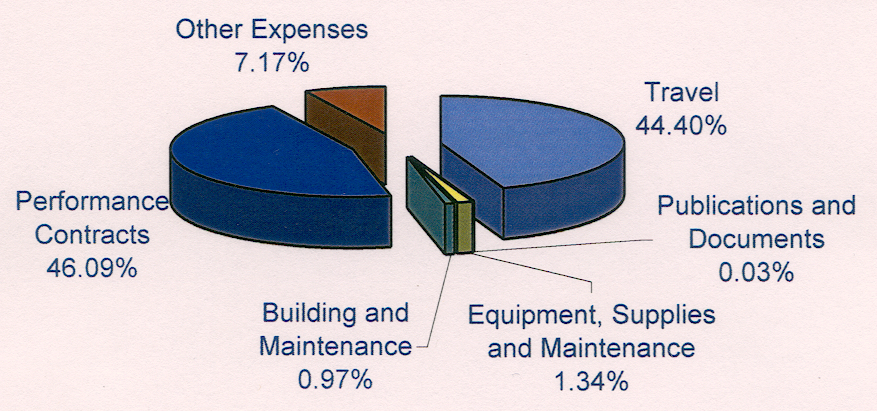 Other Expenses
7.17%
Travel
44.40%
Performance
Contracts
46.09%
Publications and
Documents
0.03%
Building and
Maintenance
0.97%
Equipment, Supplies
and Maintenance
1.34%